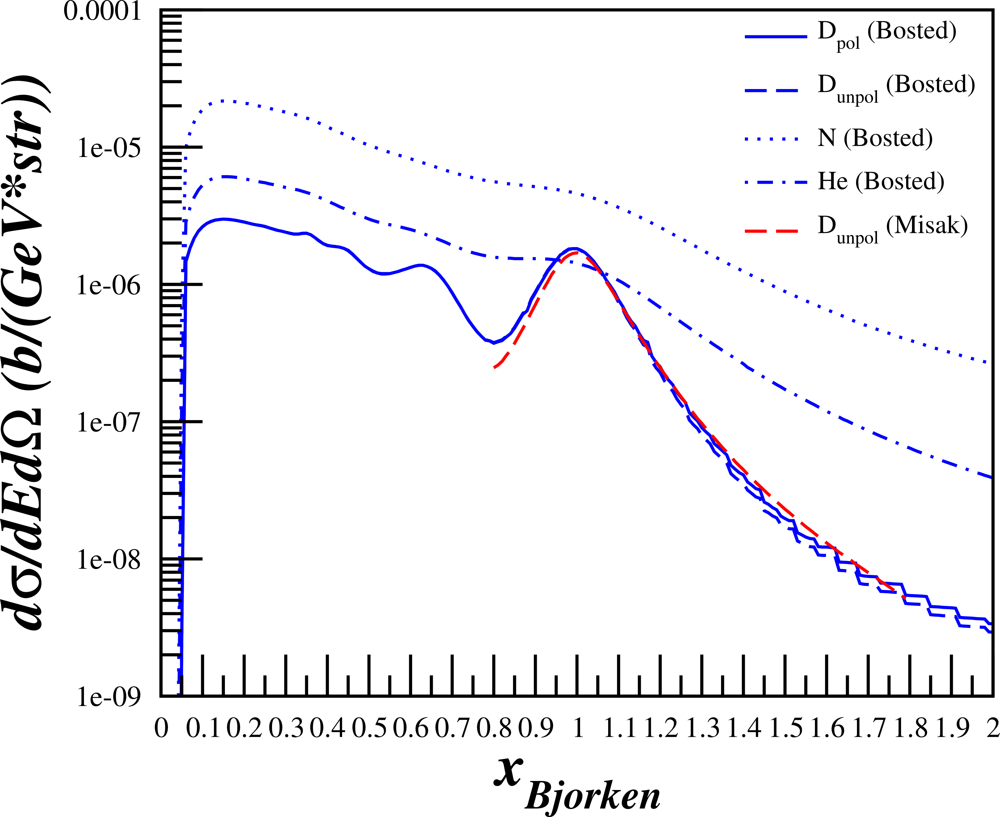 0.0001
1e-05
1e-06
1e-07
1e-08
1e-09
dσ/dEdΩ (b/(GeV*str))
D_pol (Bosted)
D_unpol (Bosted)
N (Bosted)
He (Bosted)
D_unpol (Misak)
0 0.1 0.2 0.3 0.4 0.5 0.6 0.7 0.8 0.9 1 1.1 1.2 1.3 1.4 1.5 1.6 1.7 1.8 1.9 2
x_Bjorken